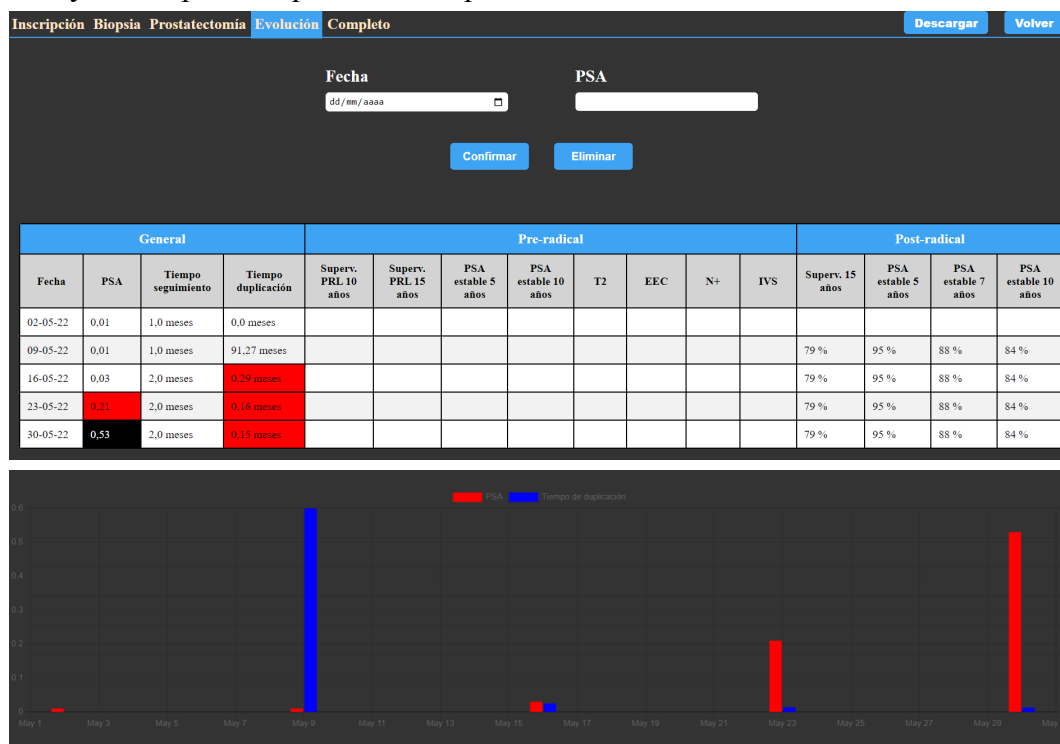 Inscripción Biopsia Prostatectomía Evolución Completo Descargar Volver
Fecha PSA
dd/mm/aaaa
Confirmar Eliminar
General Pre-radical Post-radical
Fecha PSA Tiempo seguimiento Tiempo duplicación Superv. PRL 10 años Superv. PRL 15 años PSA estable 5 años PSA estable 10 años T2 EEC N+ IVS Superv. 15 años PSA estable 5 años PSA estable 7 años PSA estable 10 años
02-05-22 0,01 1,0 meses 0,0 meses
09-05-22 0,01 1,0 meses 91,27 meses 79 % 95 % 88 % 84 %
16-05-22 0,03 2,0 meses 0,29 meses 79 % 95 % 88 % 84 %
23-05-22 0,21 2,0 meses 0,16 meses 79 % 95 % 88 % 84 %
30-05-22 0,53 2,0 meses 0,15 meses 79 % 95 % 88 % 84 %
PSA Tiempo de duplicación
0.6
0.5
0.4
0.3
0.2
0.1
0
May 1 May 3 May 5 May 7 May 9 May 11 May 13 May 15 May 17 May 19 May 21 May 23 May 25 May 27 May 29 May